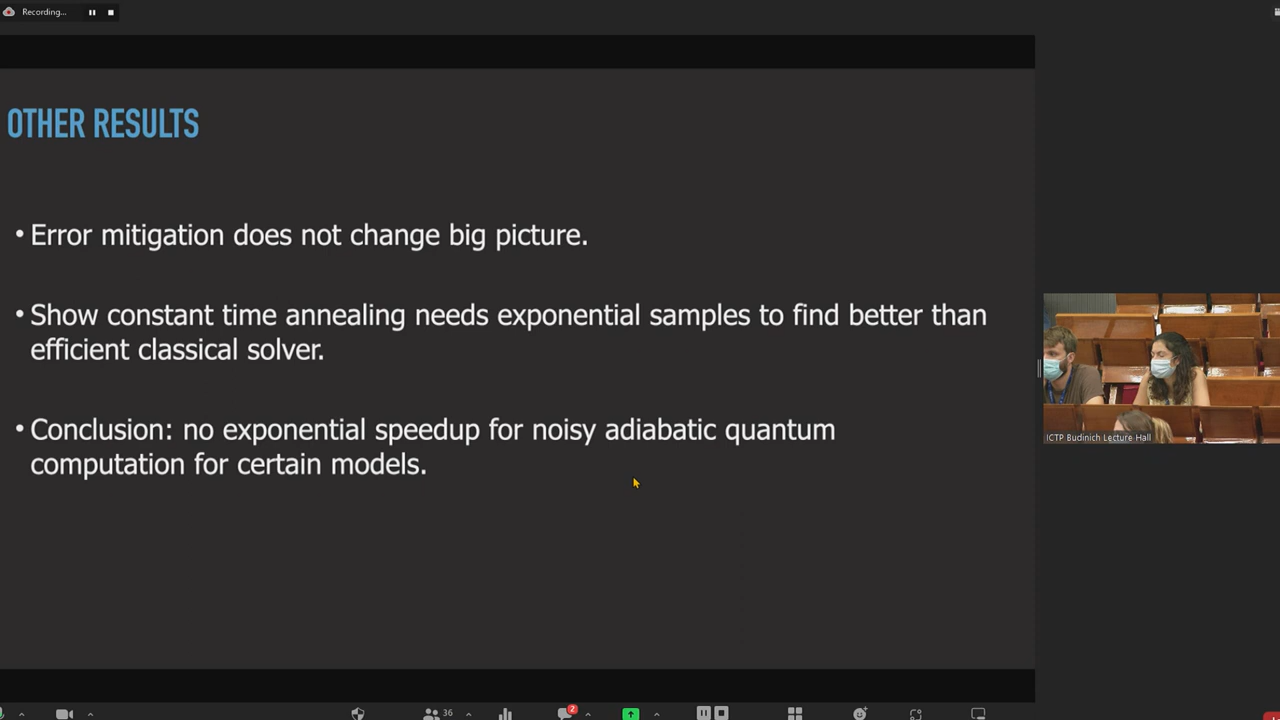 Recording...
OTHER RESULTS
• Error mitigation does not change big picture.
• Show constant time annealing needs exponential samples to find better than
efficient classical solver.
• Conclusion: no exponential speedup for noisy adiabatic quantum
computation for certain models.
ICTP Budinich Lecture Hall
36
2